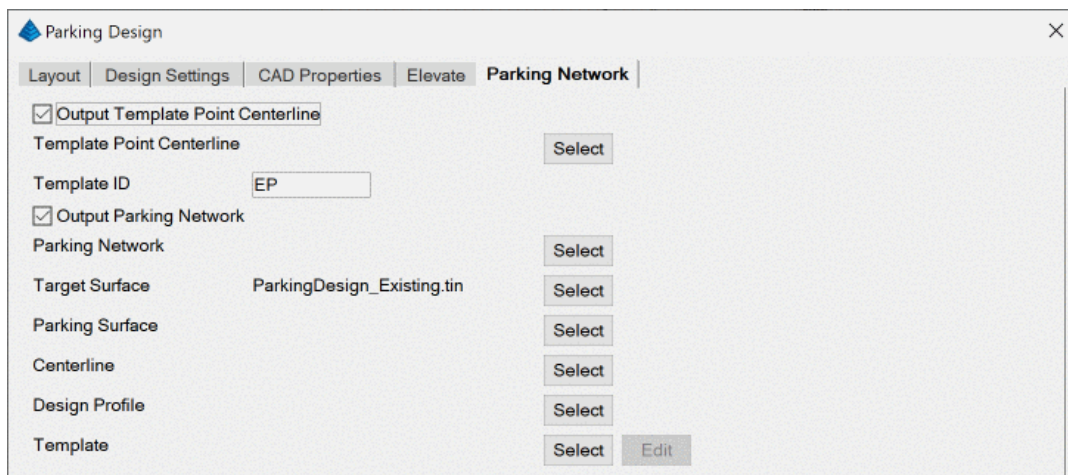 Parking Design
Layout Design Settings CAD Properties Elevate Parking Network
Output Template Point Centerline
Template Point Centerline Select
Template ID EP
Output Parking Network
Parking Network Select
Target Surface ParkingDesign_Existing.tin Select
Parking Surface Select
Centerline Select
Design Profile Select
Template Select Edit